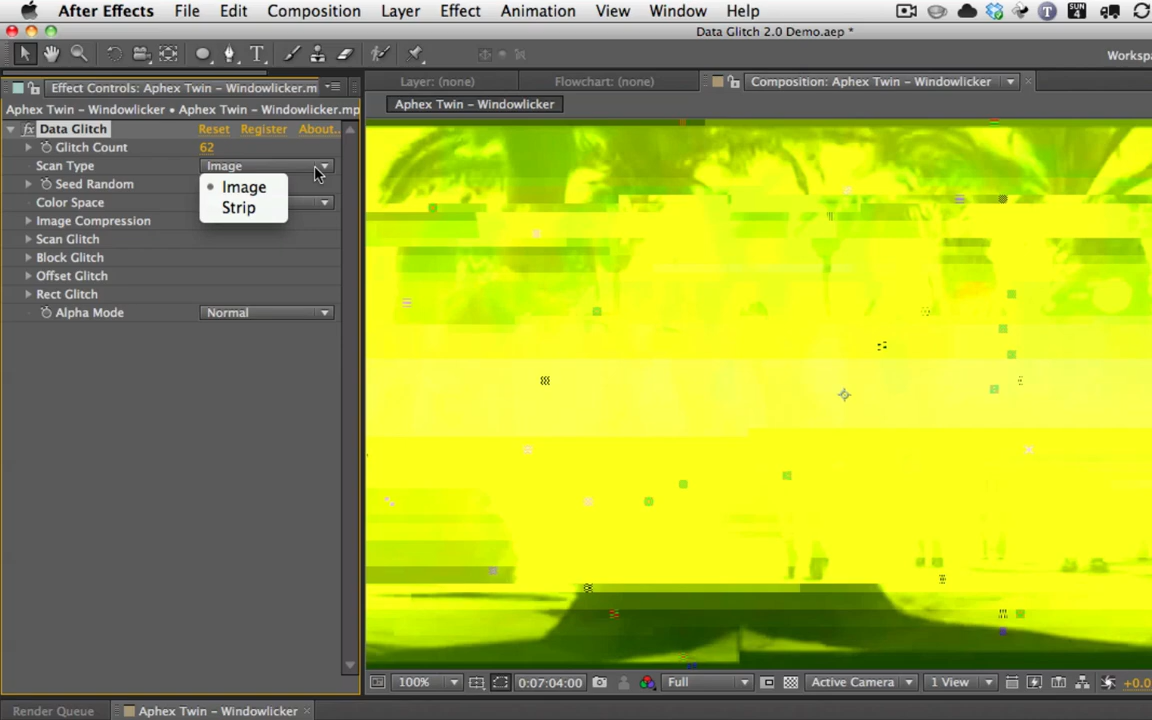 After Effects File Edit Composition Layer Effect Animation View Window Help SUN 4
Data Glitch 2.0 Demo.aep *
Workspa
Effect Controls: Aphex Twin – Windowlicker.m
Layer: (none) Flowchart: (none) Composition: Aphex Twin – Windowlicker
Aphex Twin – Windowlicker • Aphex Twin – Windowlicker.mp
Aphex Twin – Windowlicker
fx Data Glitch Reset Register About..
Glitch Count 62
Scan Type Image
Image
Seed Random
Strip
Color Space
Image Compression
Scan Glitch
Block Glitch
Offset Glitch
Rect Glitch
Alpha Mode Normal
100% 0:07:04:00 Full Active Camera 1 View +0.0
Render Queue Aphex Twin – Windowlicker